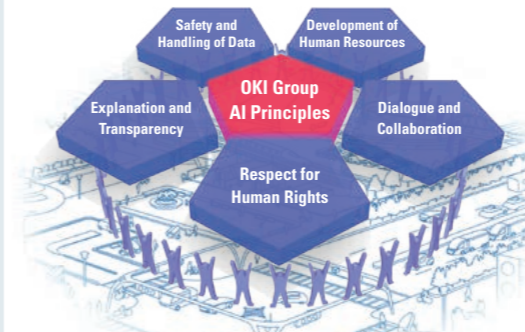 Safety and
Handling of Data
Development of
Human Resources
OKI Group
AI Principles
Explanation and
Transparency
Dialogue and
Collaboration
Respect for
Human Rights